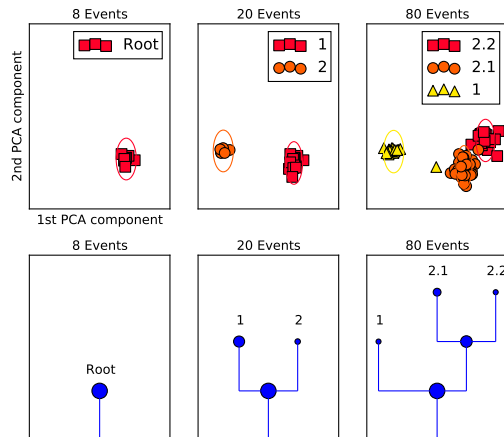 8 Events
20 Events
80 Events
Root
1
2
2.2
2.1
1
2nd PCA component
1st PCA component
8 Events
20 Events
80 Events
Root
1
2
2.1
2.2
1